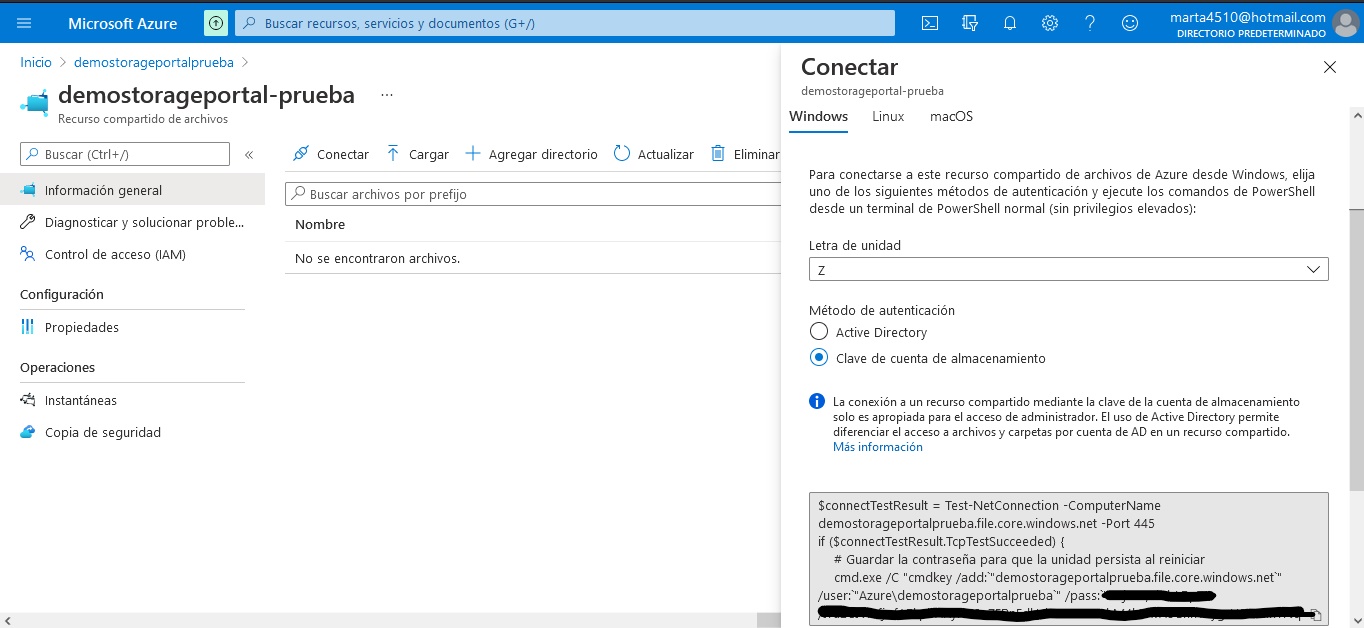 Microsoft Azure
Buscar recursos, servicios y documentos (G+/)
marta4510@hotmail.com
DIRECTORIO PREDETERMINADO
Inicio > demostorageportalprueba >
demostorageportal-prueba ...
Recurso compartido de archivos
Buscar (Ctrl+/)
«
Información general
Diagnosticar y solucionar proble...
Control de acceso (IAM)
Configuración
Propiedades
Operaciones
Instantáneas
Copia de seguridad
Conectar Cargar Agregar directorio Actualizar Eliminar
Buscar archivos por prefijo
Nombre
No se encontraron archivos.
Conectar
demostorageportal-prueba
Windows Linux macOS
Para conectarse a este recurso compartido de archivos de Azure desde Windows, elija
uno de los siguientes métodos de autenticación y ejecute los comandos de PowerShell
desde un terminal de PowerShell normal (sin privilegios elevados):
Letra de unidad
Z
Método de autenticación
Active Directory
Clave de cuenta de almacenamiento
La conexión a un recurso compartido mediante la clave de la cuenta de almacenamiento
solo es apropiada para el acceso de administrador. El uso de Active Directory permite
diferenciar el acceso a archivos y carpetas por cuenta de AD en un recurso compartido.
Más información
$connectTestResult = Test-NetConnection -ComputerName
demostorageportalprueba.file.core.windows.net -Port 445
if ($connectTestResult.TcpTestSucceeded) {
# Guardar la contraseña para que la unidad persista al reiniciar
cmd.exe /C "cmdkey /add:`"demostorageportalprueba.file.core.windows.net`"
/user:`"Azure\demostorageportalprueba`" /pass:`